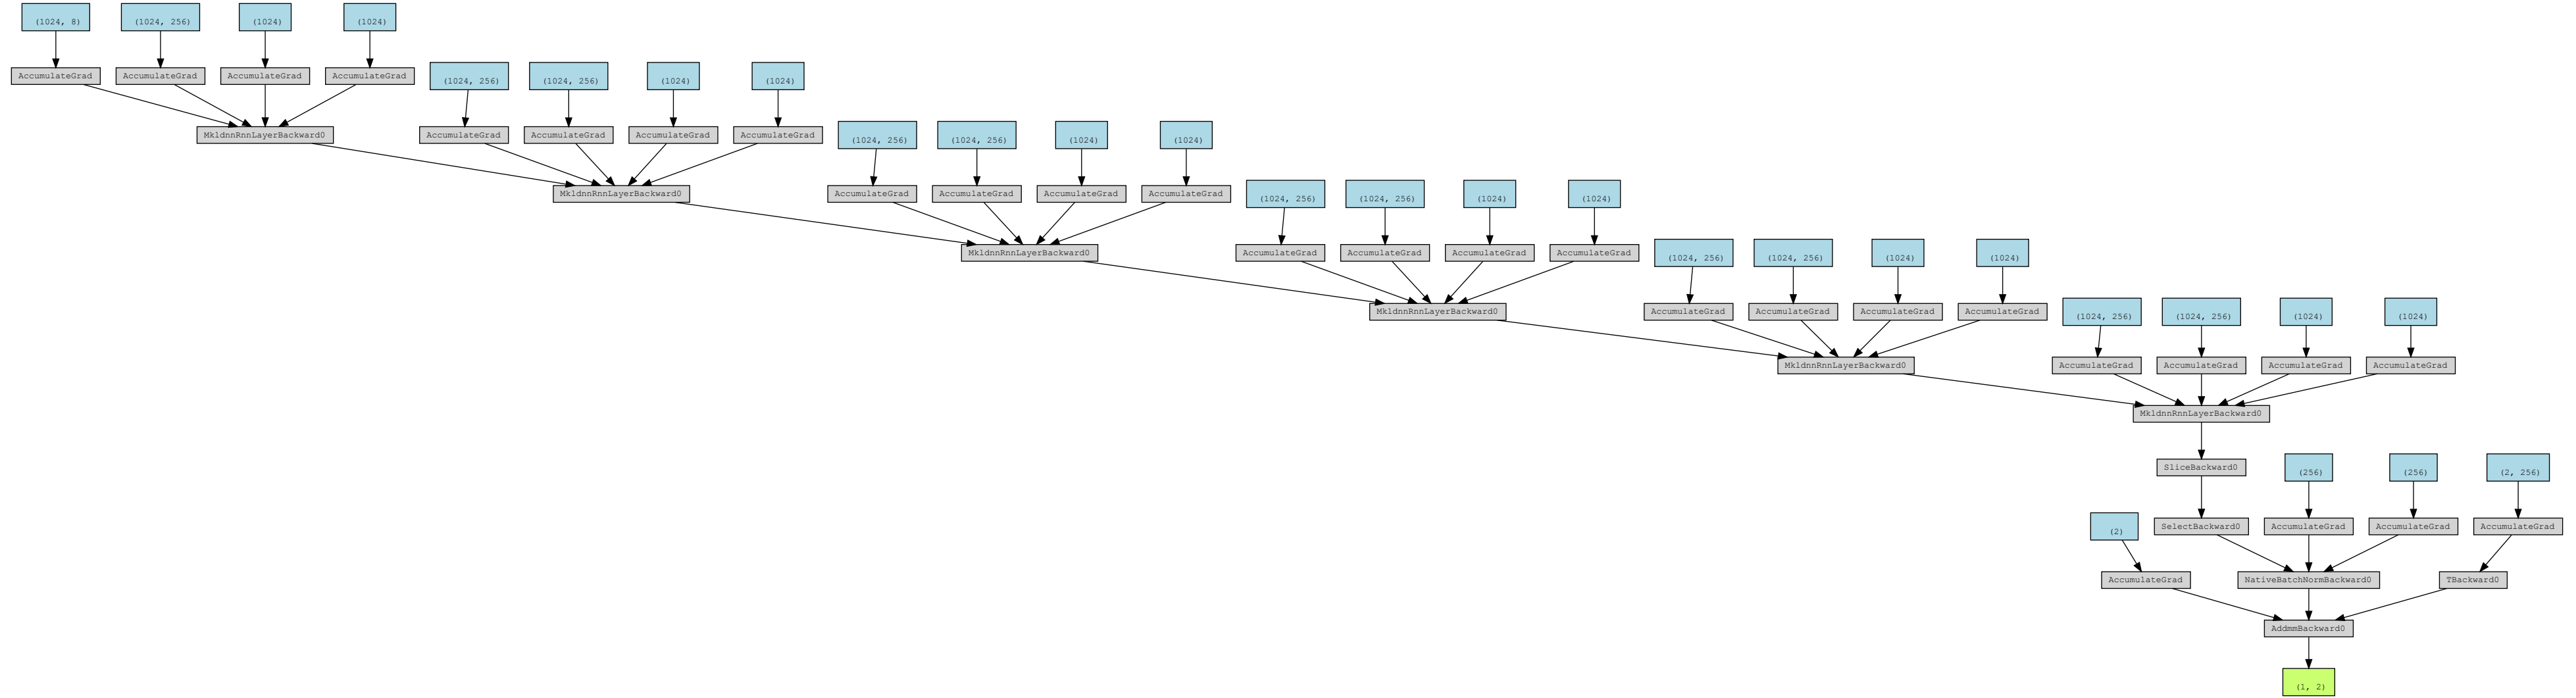 (1024, 8) (1024, 256) (1024) (1024)
AccumulateGrad AccumulateGrad AccumulateGrad AccumulateGrad (1024, 256) (1024, 256) (1024) (1024)
MkldnnRnnLayerBackward0 AccumulateGrad AccumulateGrad AccumulateGrad AccumulateGrad (1024, 256) (1024, 256) (1024) (1024)
MkldnnRnnLayerBackward0 AccumulateGrad AccumulateGrad AccumulateGrad AccumulateGrad (1024, 256) (1024, 256) (1024) (1024)
MkldnnRnnLayerBackward0 AccumulateGrad AccumulateGrad AccumulateGrad AccumulateGrad (1024, 256) (1024, 256) (1024) (1024)
MkldnnRnnLayerBackward0 AccumulateGrad AccumulateGrad AccumulateGrad AccumulateGrad (1024, 256) (1024, 256) (1024) (1024)
MkldnnRnnLayerBackward0 AccumulateGrad AccumulateGrad AccumulateGrad AccumulateGrad
MkldnnRnnLayerBackward0
SliceBackward0 (256) (256) (2, 256)
(2) SelectBackward0 AccumulateGrad AccumulateGrad AccumulateGrad
AccumulateGrad NativeBatchNormBackward0 TBackward0
AddmmBackward0
(1, 2)